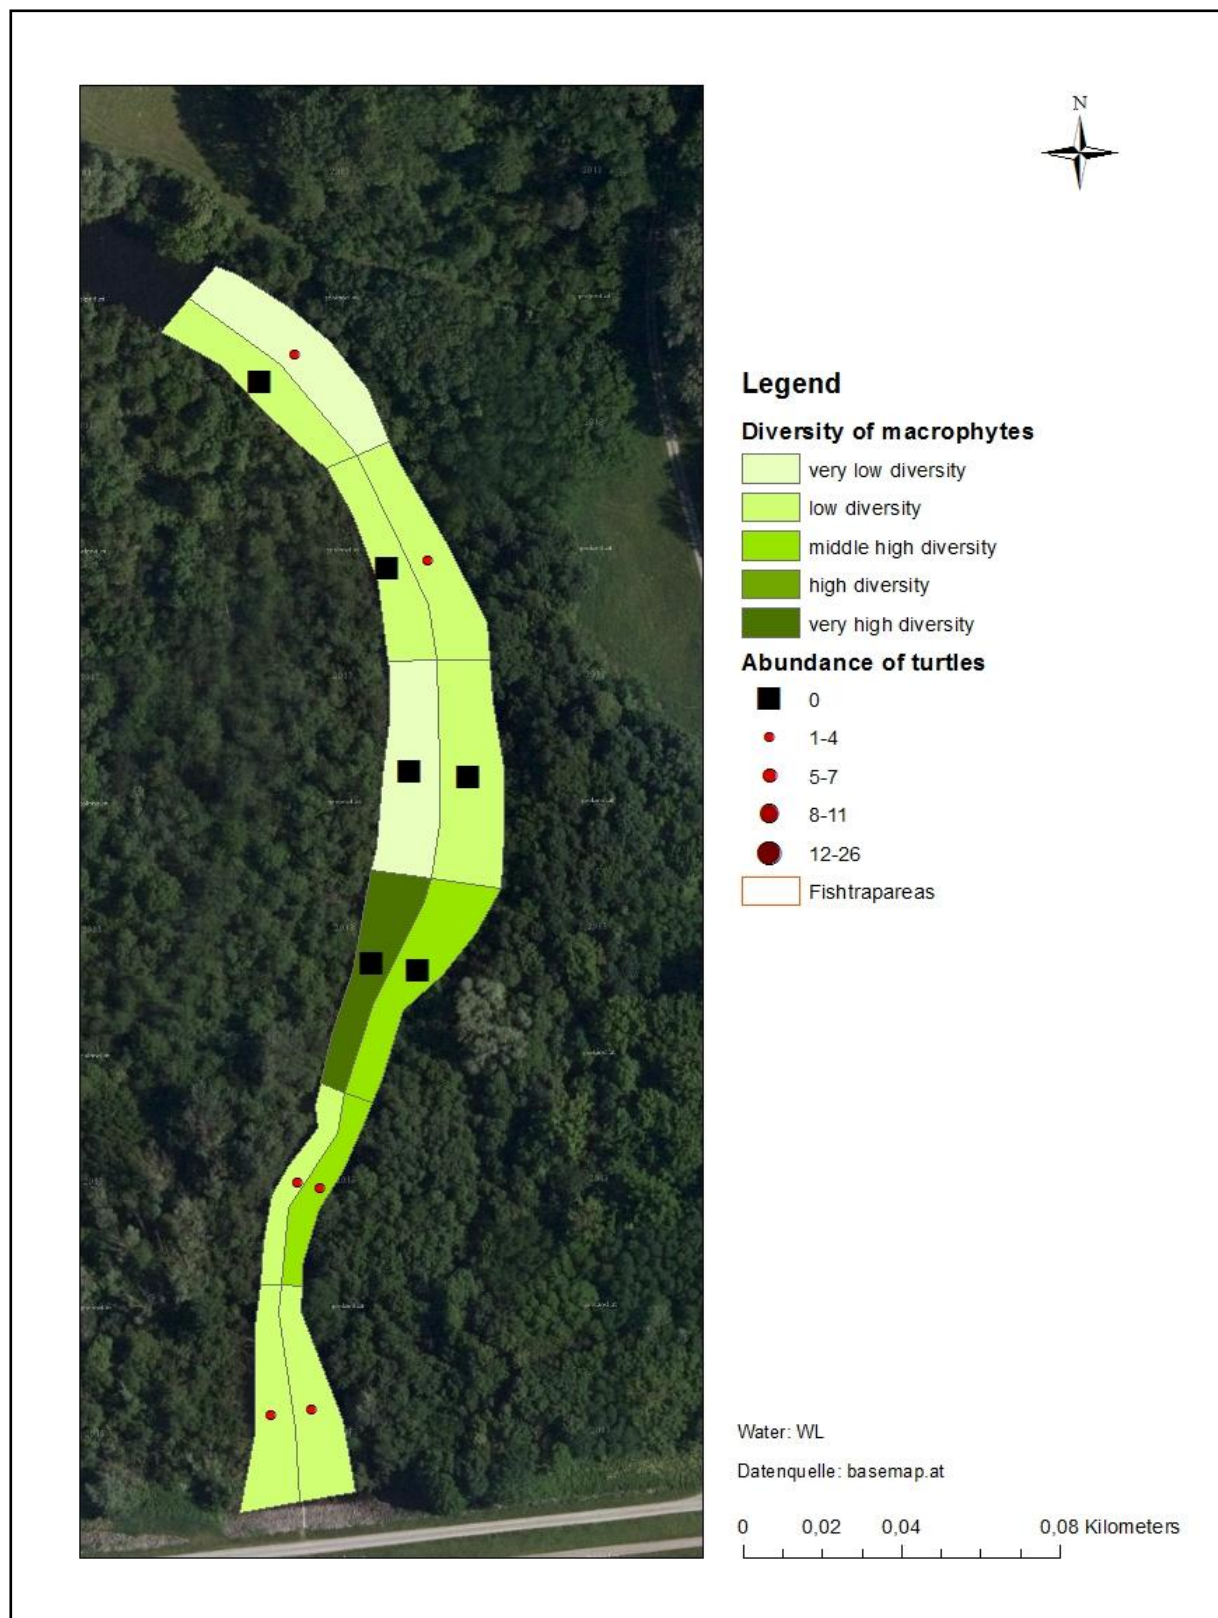 N
Legend
Diversity of macrophytes
very low diversity
low diversity
middle high diversity
high diversity
very high diversity
Abundance of turtles
0
1-4
5-7
8-11
12-26
Fishtrapareas
Water: WL
Datenquelle: basemap.at
0 0,02 0,04 0,08 Kilometers